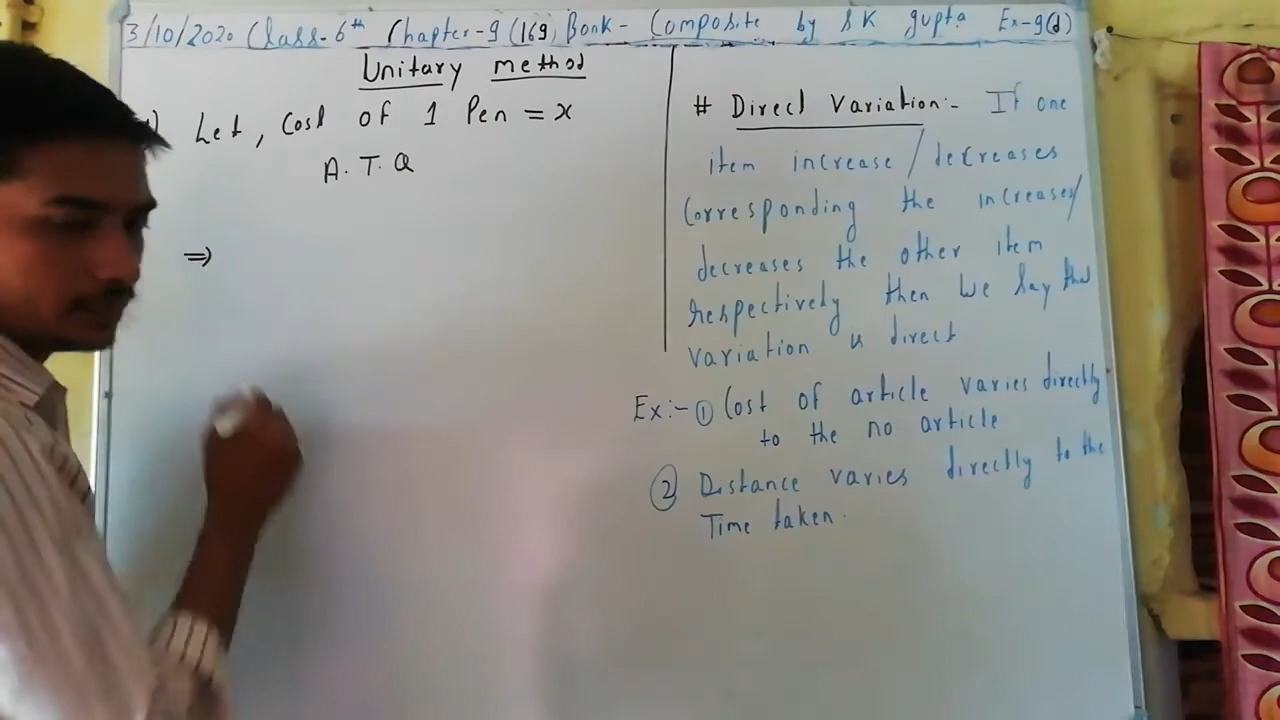 3/10/2020 Class-6th Chapter-9 (169) Book- Composite by S K gupta Ex-9(d)
Unitary method
1) Let, Cost of 1 Pen = x
A.T.Q
⇒
# Direct Variation:- If one
item increase/decreases
Corresponding the increases/
decreases the other item
respectively then we say that
variation is direct
Ex:- ① Cost of article varies directly
to the no article
② Distance varies directly to the
Time taken.